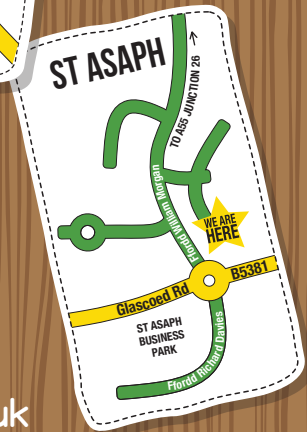 ST ASAPH
TO A55 JUNCTION 26
Ffordd William Morgan
WE ARE
HERE
B5381
Glascoed Rd
ST ASAPH
BUSINESS
PARK
Ffordd Richard Davies
uk